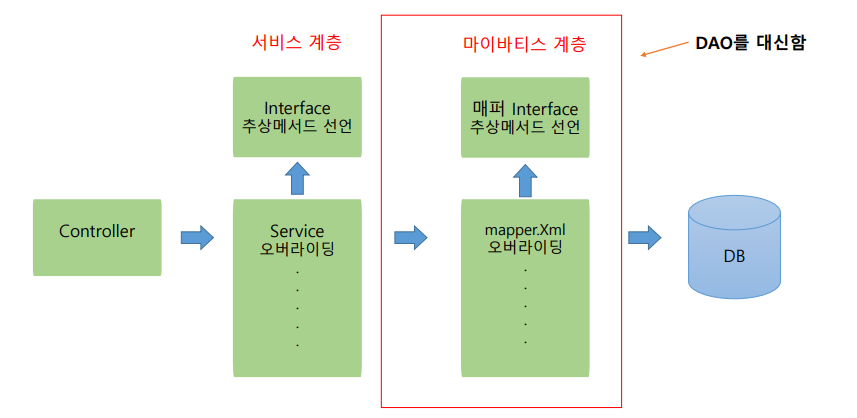 서비스 계층
마이바티스 계층
DAO를 대신함
Interface
추상메서드 선언
매퍼 Interface
추상메서드 선언
Controller
Service
오버라이딩
.
.
.
.
.
mapper.Xml
오버라이딩
.
.
.
.
.
DB